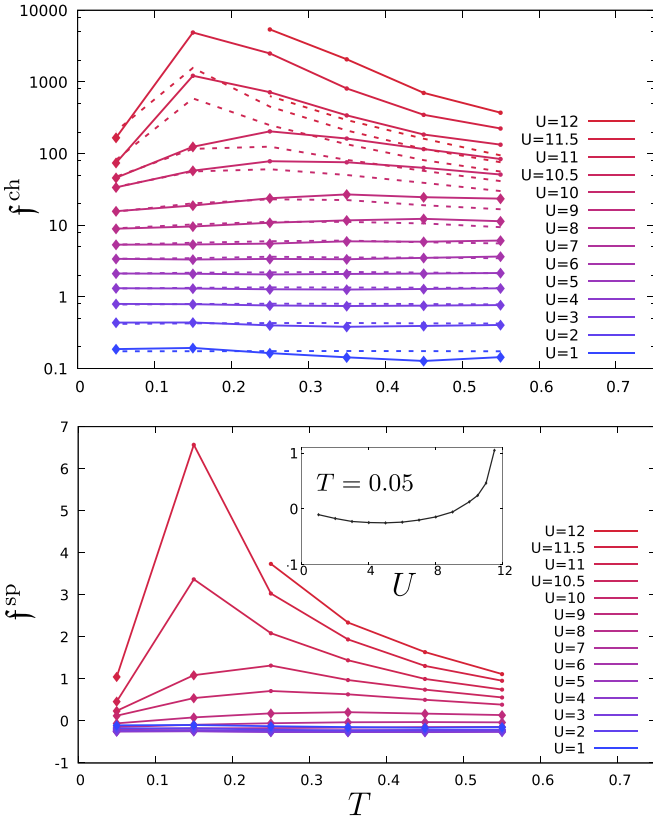 10000
1000
100
10
1
0.1
𝔣^ch
U=12
U=11.5
U=11
U=10.5
U=10
U=9
U=8
U=7
U=6
U=5
U=4
U=3
U=2
U=1
0 0.1 0.2 0.3 0.4 0.5 0.6 0.7
7
6
5
4
3
2
1
0
-1
𝔣^sp
1
0
-1
T = 0.05
0 4 8 12
U
U=12
U=11.5
U=11
U=10.5
U=10
U=9
U=8
U=7
U=6
U=5
U=4
U=3
U=2
U=1
0 0.1 0.2 0.3 0.4 0.5 0.6 0.7
T